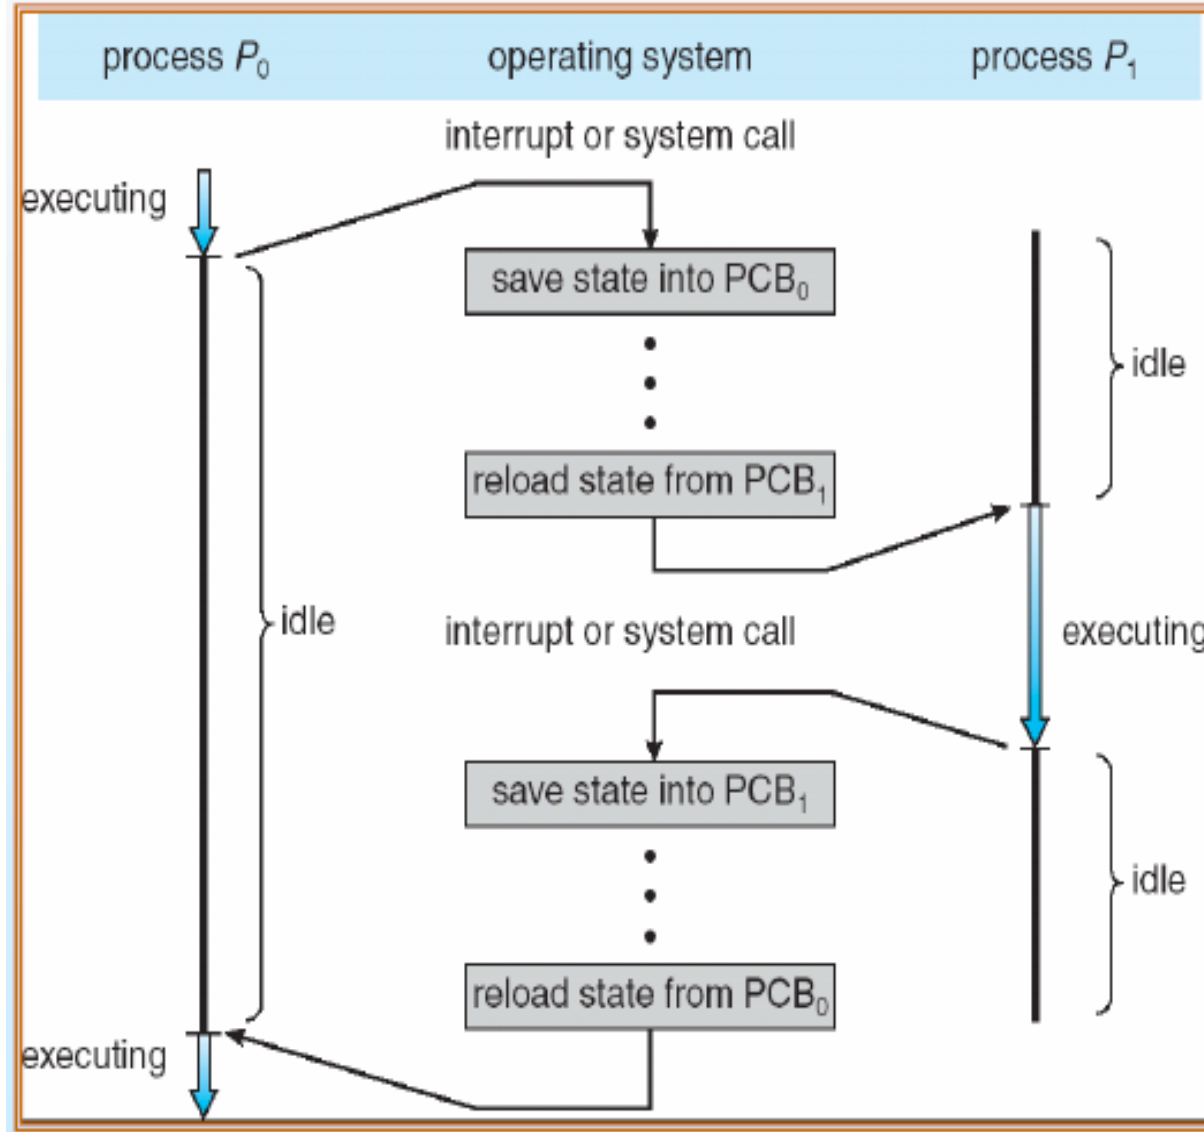 process P₀ operating system process P₁
interrupt or system call
executing
save state into PCB₀
idle
reload state from PCB₁
idle
interrupt or system call
executing
save state into PCB₁
idle
reload state from PCB₀
executing